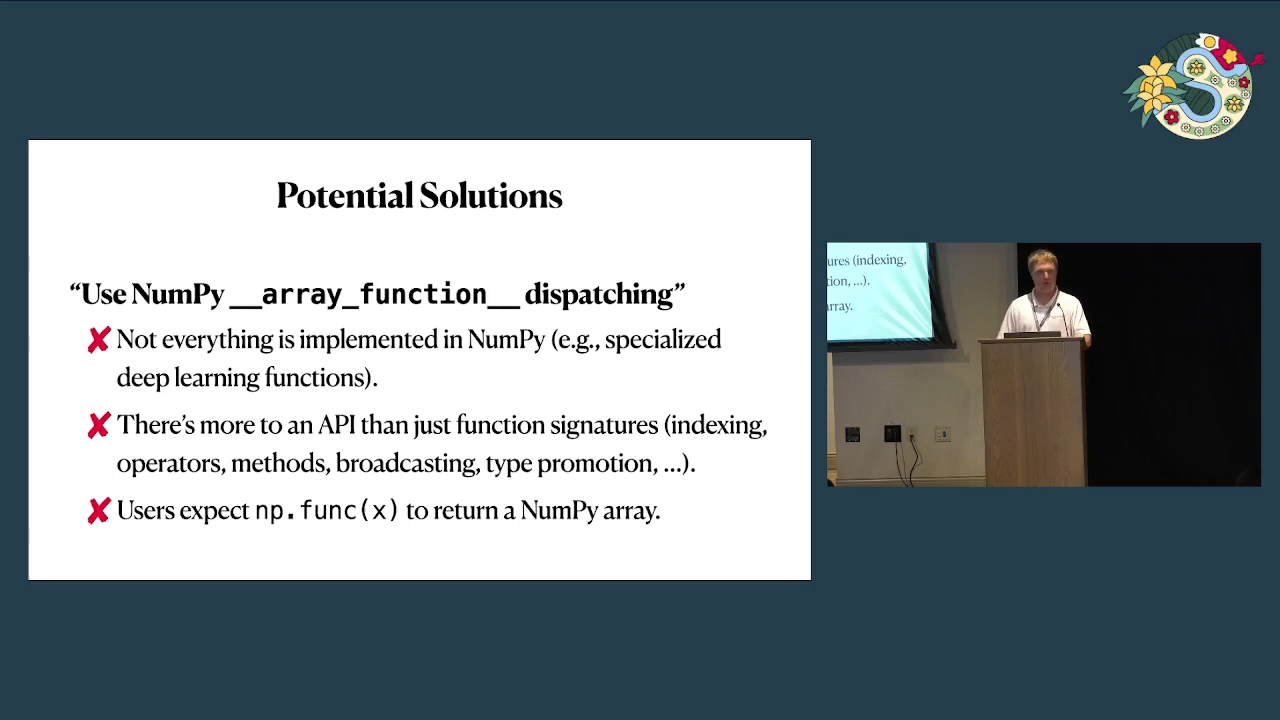 Potential Solutions
“Use NumPy __array_function__ dispatching”
✘ Not everything is implemented in NumPy (e.g., specialized
deep learning functions).
✘ There’s more to an API than just function signatures (indexing,
operators, methods, broadcasting, type promotion, ...).
✘ Users expect np.func(x) to return a NumPy array.
ures (indexing,
tion, ...).
rray.